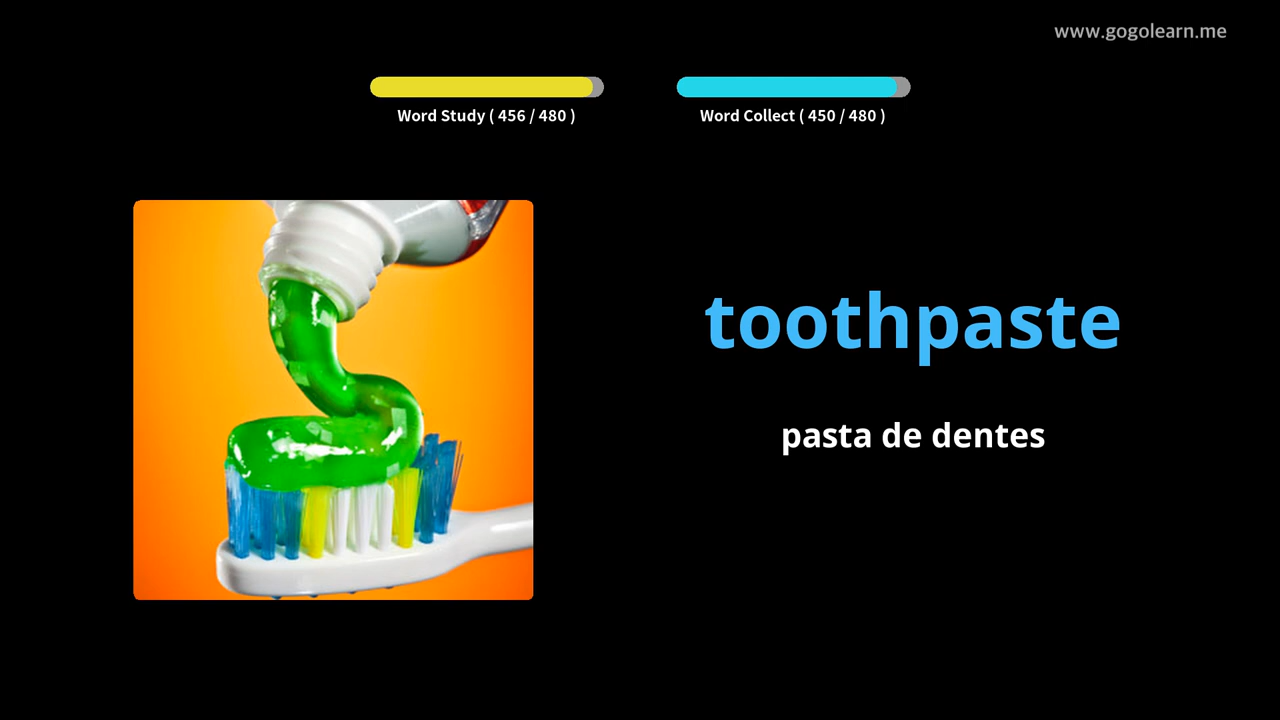 www.gogolearn.me
Word Study ( 456 / 480 )
Word Collect ( 450 / 480 )
toothpaste
pasta de dentes